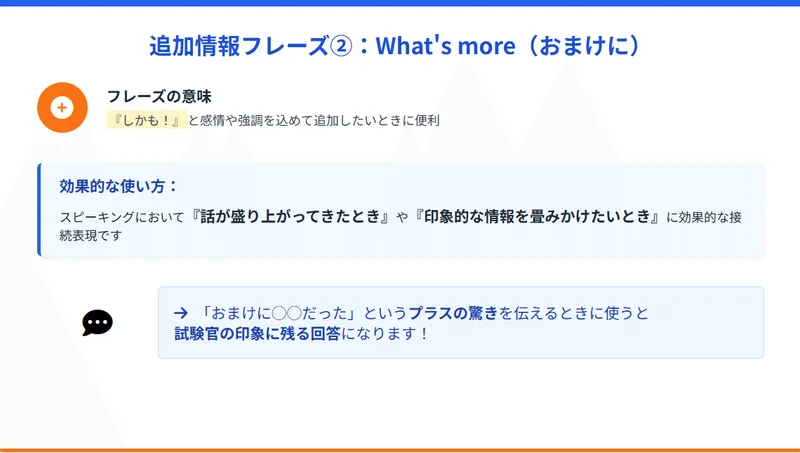 追加情報フレーズ②：What's more（おまけに）
フレーズの意味
『しかも！』と感情や強調を込めて追加したいときに便利
効果的な使い方：
スピーキングにおいて『話が盛り上がってきたとき』や『印象的な情報を畳みかけたいとき』に効果的な接
続表現です
「おまけに〇〇だった」というプラスの驚きを伝えるときに使うと
試験官の印象に残る回答になります！